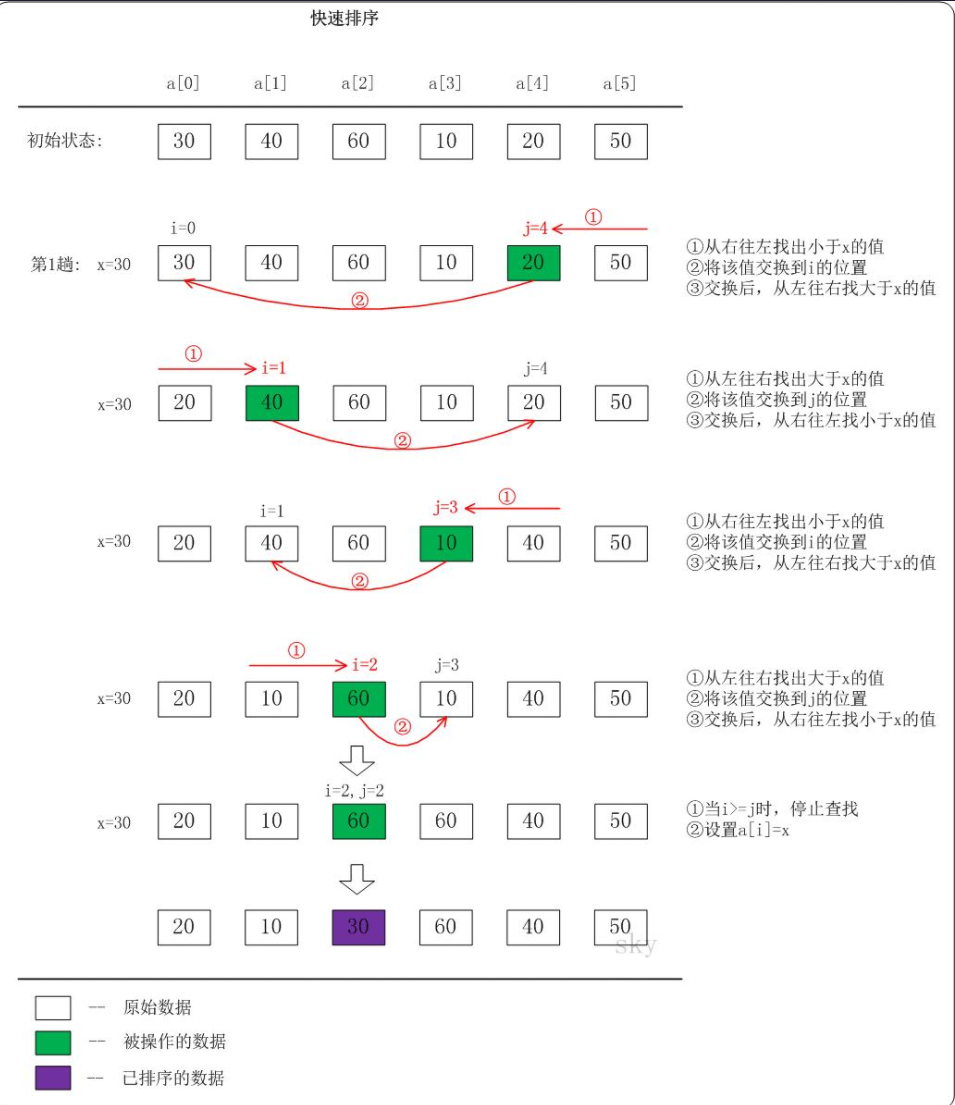 快速排序
a[0] a[1] a[2] a[3] a[4] a[5]
初始状态: 30 40 60 10 20 50
i=0 j=4 ①
第1趟: x=30 30 40 60 10 20 50
②
①从右往左找出小于x的值
②将该值交换到i的位置
③交换后，从左往右找大于x的值
① i=1 j=4
x=30 20 40 60 10 20 50
②
①从左往右找出大于x的值
②将该值交换到j的位置
③交换后，从右往左找小于x的值
i=1 j=3 ①
x=30 20 40 60 10 40 50
②
①从右往左找出小于x的值
②将该值交换到i的位置
③交换后，从左往右找大于x的值
① i=2 j=3
x=30 20 10 60 10 40 50
②
①从左往右找出大于x的值
②将该值交换到j的位置
③交换后，从右往左找小于x的值
i=2, j=2
x=30 20 10 60 60 40 50
①当i>=j时，停止查找
②设置a[i]=x
20 10 30 60 40 50
sky
-- 原始数据
-- 被操作的数据
-- 已排序的数据